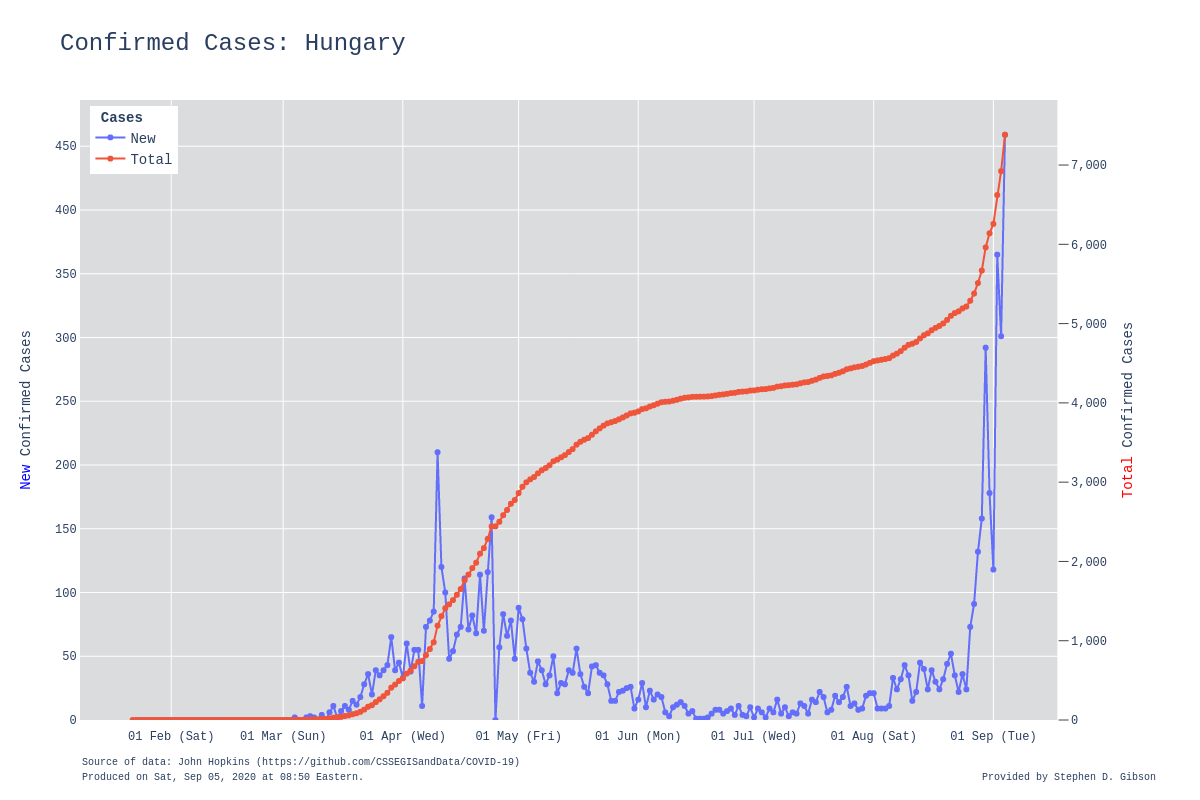 Confirmed Cases: Hungary
Cases
New
Total
450
400
350
300
250
200
150
100
50
0
7,000
6,000
5,000
4,000
3,000
2,000
1,000
0
New Confirmed Cases
Total Confirmed Cases
01 Feb (Sat) 01 Mar (Sun) 01 Apr (Wed) 01 May (Fri) 01 Jun (Mon) 01 Jul (Wed) 01 Aug (Sat) 01 Sep (Tue)
Source of data: John Hopkins (https://github.com/CSSEGISandData/COVID-19)
Produced on Sat, Sep 05, 2020 at 08:50 Eastern.
Provided by Stephen D. Gibson